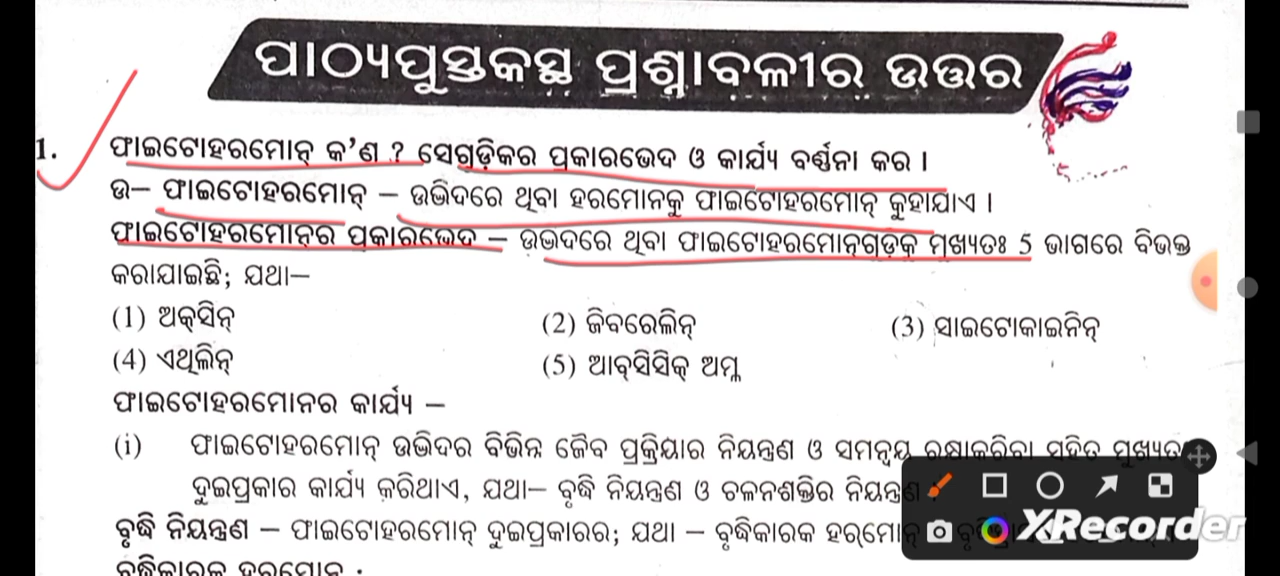 ପାଠ୍ୟପୁସ୍ତକସ୍ଥ ପ୍ରଶ୍ନାବଳୀର ଉତ୍ତର
1. ଫାଇଟୋହରମୋନ୍ କ'ଣ ? ସେଗୁଡ଼ିକର ପ୍ରକାରଭେଦ ଓ କାର୍ଯ୍ୟ ବର୍ଣ୍ଣନା କର ।
ଉ– ଫାଇଟୋହରମୋନ୍ – ଉଦ୍ଭିଦରେ ଥିବା ହରମୋନକୁ ଫାଇଟୋହରମୋନ୍ କୁହାଯାଏ ।
ଫାଇଟୋହରମୋନ୍‌ର ପ୍ରକାରଭେଦ – ଉଦ୍ଭିଦରେ ଥିବା ଫାଇଟୋହରମୋନ୍‌ଗୁଡ଼ିକୁ ମୁଖ୍ୟତଃ 5 ଭାଗରେ ବିଭକ୍ତ
କରାଯାଇଛି; ଯଥା–
(1) ଅକ୍‌ସିନ୍ (2) ଜିବରେଲିନ୍ (3) ସାଇଟୋକାଇନିନ୍
(4) ଏଥିଲିନ୍ (5) ଆବ୍‌ସିସିକ୍ ଅମ୍ଳ
ଫାଇଟୋହରମୋନର କାର୍ଯ୍ୟ –
(i) ଫାଇଟୋହରମୋନ୍ ଉଦ୍ଭିଦର ବିଭିନ୍ନ ଜୈବ ପ୍ରକ୍ରିୟାର ନିୟନ୍ତ୍ରଣ ଓ ସମନ୍ୱୟ ରକ୍ଷାକରିବା ସହିତ ମୁଖ୍ୟତଃ
ଦୁଇପ୍ରକାର କାର୍ଯ୍ୟ କରିଥାଏ, ଯଥା– ବୃଦ୍ଧି ନିୟନ୍ତ୍ରଣ ଓ ଚଳନଶକ୍ତିର ନିୟନ୍ତ୍ରଣ
ବୃଦ୍ଧି ନିୟନ୍ତ୍ରଣ – ଫାଇଟୋହରମୋନ୍ ଦୁଇପ୍ରକାରର; ଯଥା – ବୃଦ୍ଧିକାରକ ହର୍‌ମୋନ୍
ବୃଦ୍ଧିକାରକ ହରମୋନ :
XRecorder